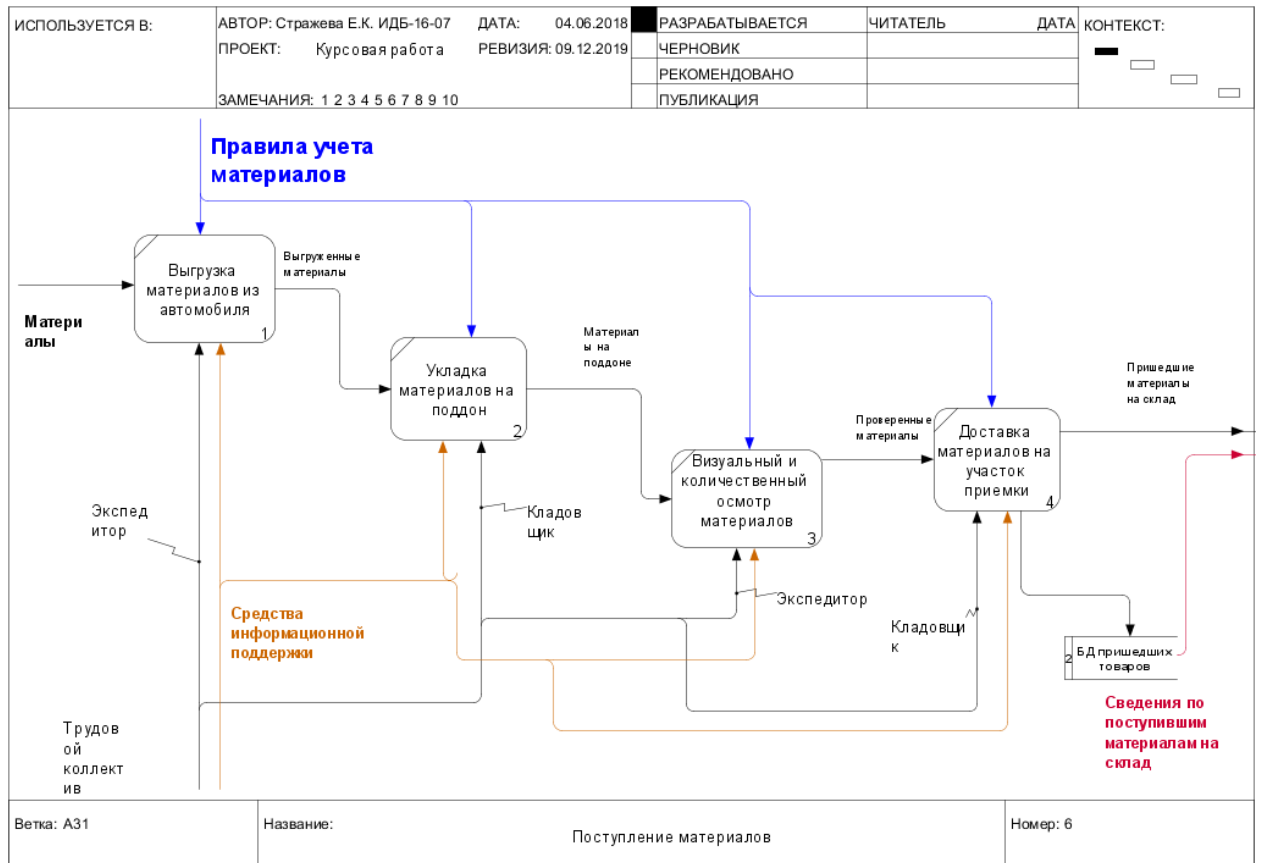 ИСПОЛЬЗУЕТСЯ В:
АВТОР: Стражева Е.К. ИДБ-16-07
ДАТА: 04.06.2018
РАЗРАБАТЫВАЕТСЯ
ЧИТАТЕЛЬ
ДАТА
КОНТЕКСТ:
ПРОЕКТ: Курсовая работа
РЕВИЗИЯ: 09.12.2019
ЧЕРНОВИК
РЕКОМЕНДОВАНО
ЗАМЕЧАНИЯ: 1 2 3 4 5 6 7 8 9 10
ПУБЛИКАЦИЯ
Правила учета
материалов
Выгрузка
материалов из
автомобиля
1
Выгруженные
материалы
Матери
алы
Укладка
материалов на
поддон
2
Материал
ы на
поддоне
Визуальный и
количественный
осмотр
материалов
3
Проверенные
материалы
Доставка
материалов на
участок
приемки
4
Пришедшие
материалы
на склад
Экспед
итор
Кладов
щик
Экспедитор
Кладовщи
к
Средства
информационной
поддержки
2
БД пришедших
товаров
Сведения по
поступившим
материалам на
склад
Трудов
ой
коллект
ив
Ветка: A31
Название:
Поступление материалов
Номер: 6